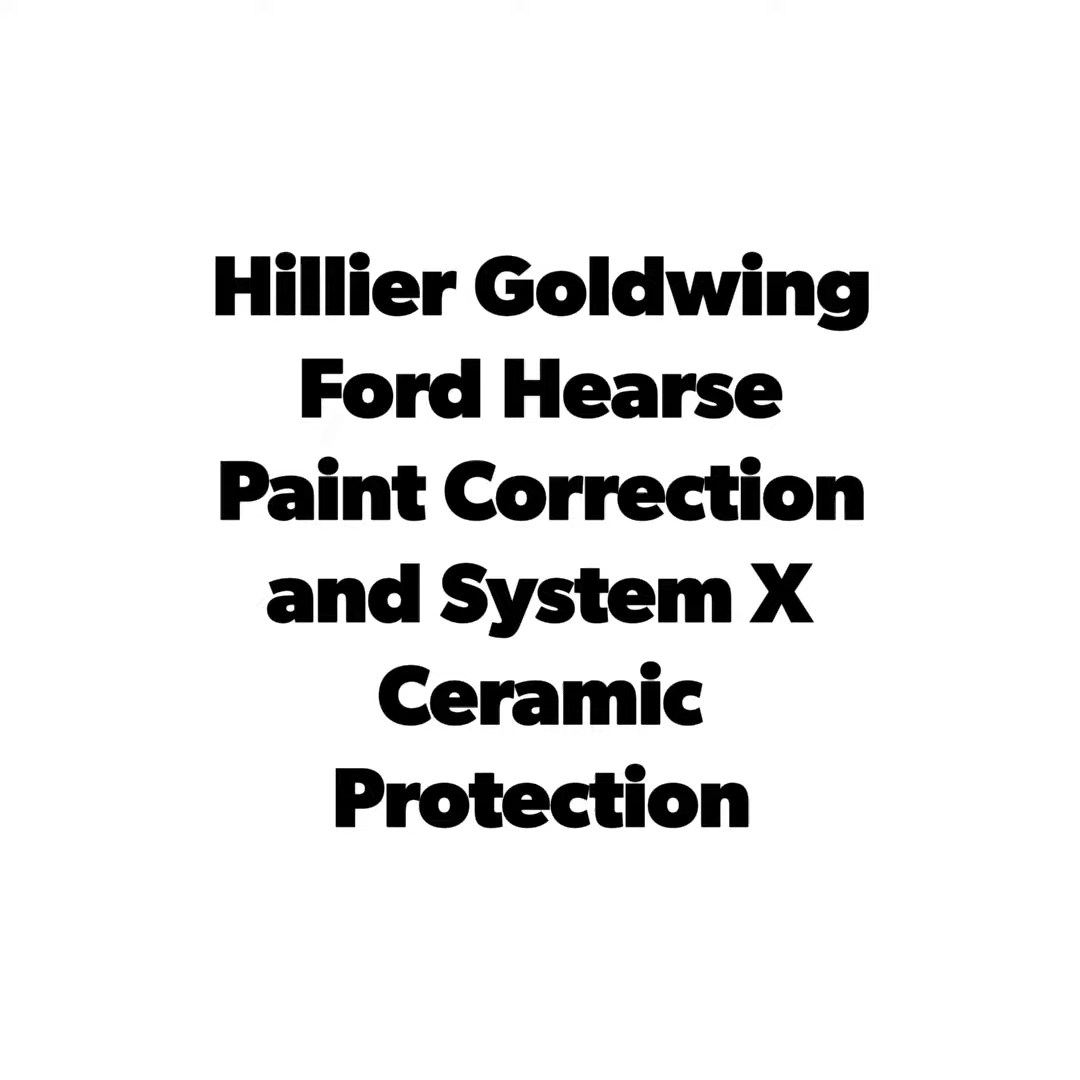 Hillier Goldwing
Ford Hearse
Paint Correction
and System X
Ceramic
Protection